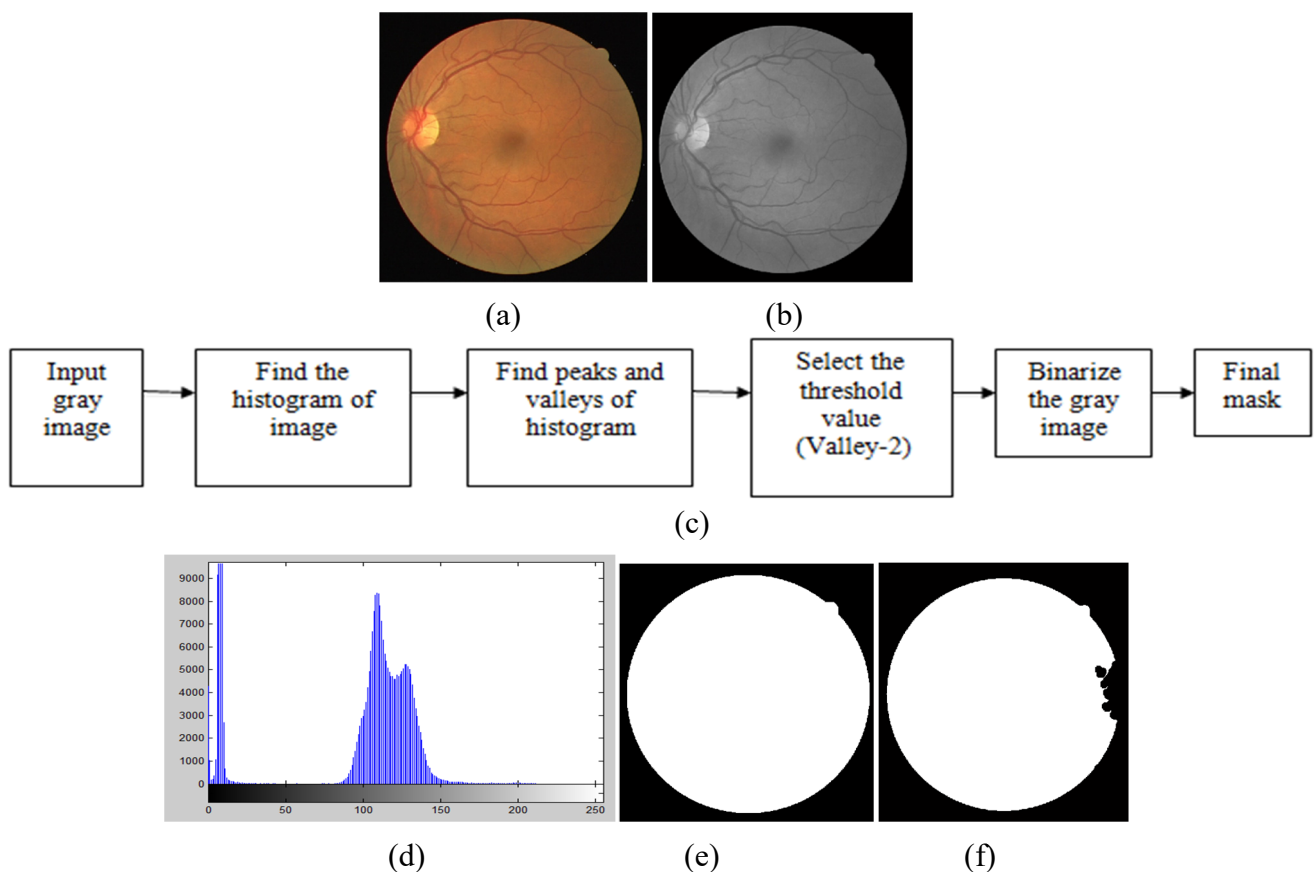 (a)
(b)
Input
gray
image
Find the
histogram of
image
Find peaks and
valleys of
histogram
Select the
threshold
value
(Valley-2)
Binarize
the gray
image
Final
mask
(c)
9000
8000
7000
6000
5000
4000
3000
2000
1000
0
0 50 100 150 200 250
(d)
(e)
(f)